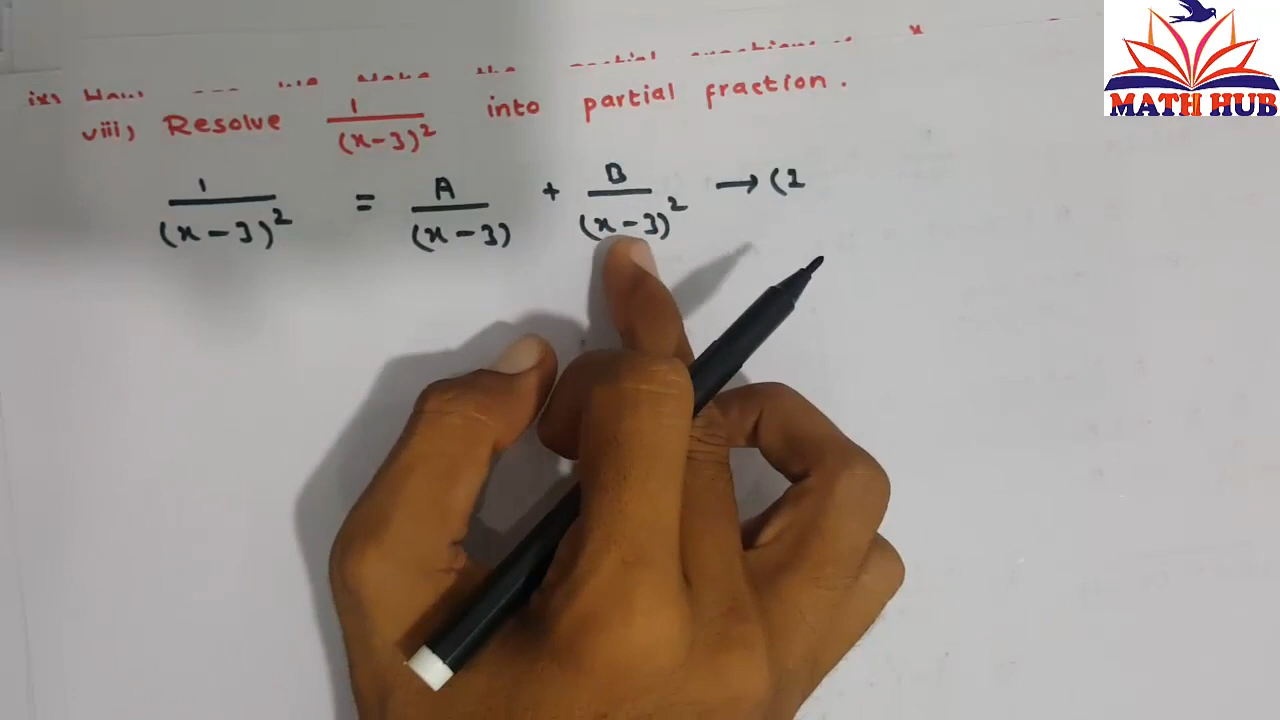 MATH HUB
viii, Resolve 1/(x-3)² into partial fraction.
1/(x-3)² = A/(x-3) + B/(x-3)² → (1